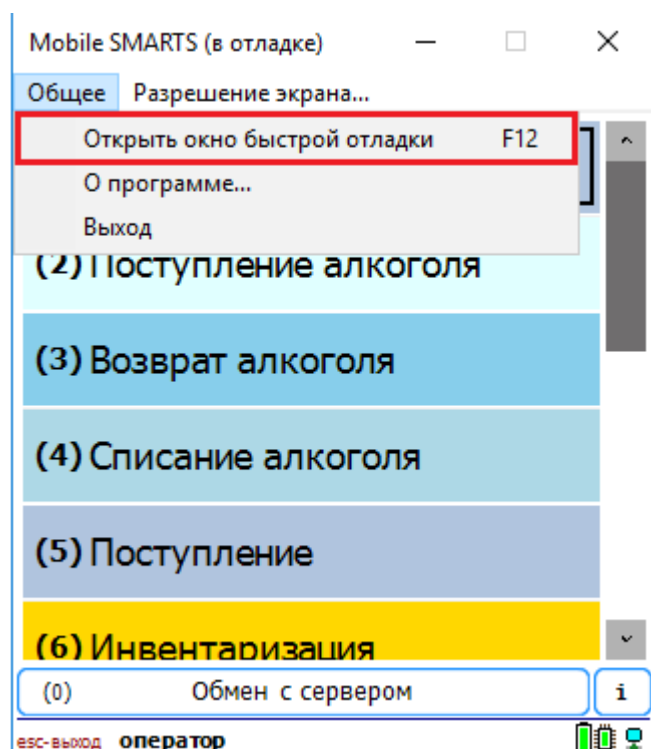 Mobile SMARTS (в отладке)
Общее Разрешение экрана...
Открыть окно быстрой отладки F12
О программе...
Выход
(2) Поступление алкоголя
(3) Возврат алкоголя
(4) Списание алкоголя
(5) Поступление
(6) Инвентаризация
(0) Обмен с сервером i
esc-выход оператор